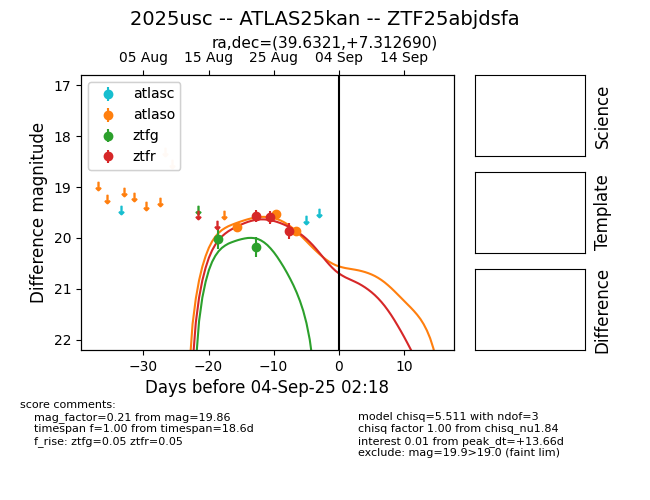 2025usc -- ATLAS25kan -- ZTF25abjdsfa
ra,dec=(39.6321,+7.312690)
05 Aug 15 Aug 25 Aug 04 Sep 14 Sep
atlasc
atlaso
ztfg
ztfr
17
18
19
20
21
22
Difference magnitude
−30 −20 −10 0 10
Days before 04-Sep-25 02:18
Science
Template
Difference
score comments:
mag_factor=0.21 from mag=19.86
timespan f=1.00 from timespan=18.6d
f_rise: ztfg=0.05 ztfr=0.05
model chisq=5.511 with ndof=3
chisq factor 1.00 from chisq_nu1.84
interest 0.01 from peak_dt=+13.66d
exclude: mag=19.9>19.0 (faint lim)